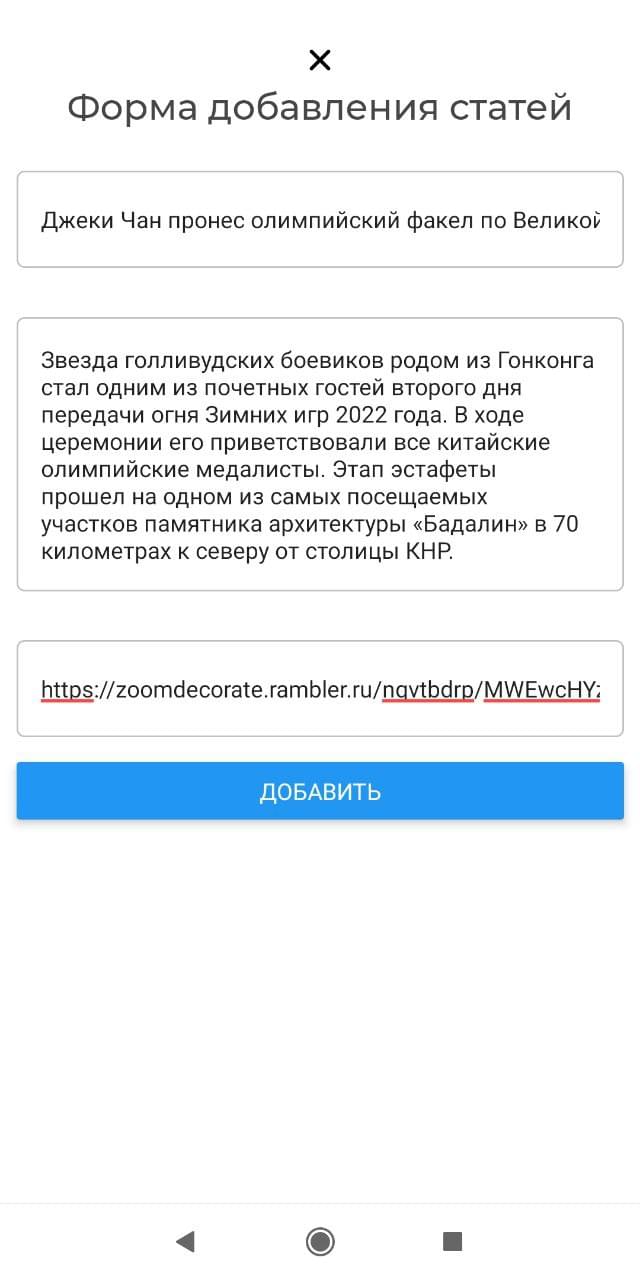 Форма добавления статей
Джеки Чан пронес олимпийский факел по Великой
Звезда голливудских боевиков родом из Гонконга
стал одним из почетных гостей второго дня
передачи огня Зимних игр 2022 года. В ходе
церемонии его приветствовали все китайские
олимпийские медалисты. Этап эстафеты
прошел на одном из самых посещаемых
участков памятника архитектуры «Бадалин» в 70
километрах к северу от столицы КНР.
https://zoomdecorate.rambler.ru/nqvtbdrp/MWEwcHYz
ДОБАВИТЬ